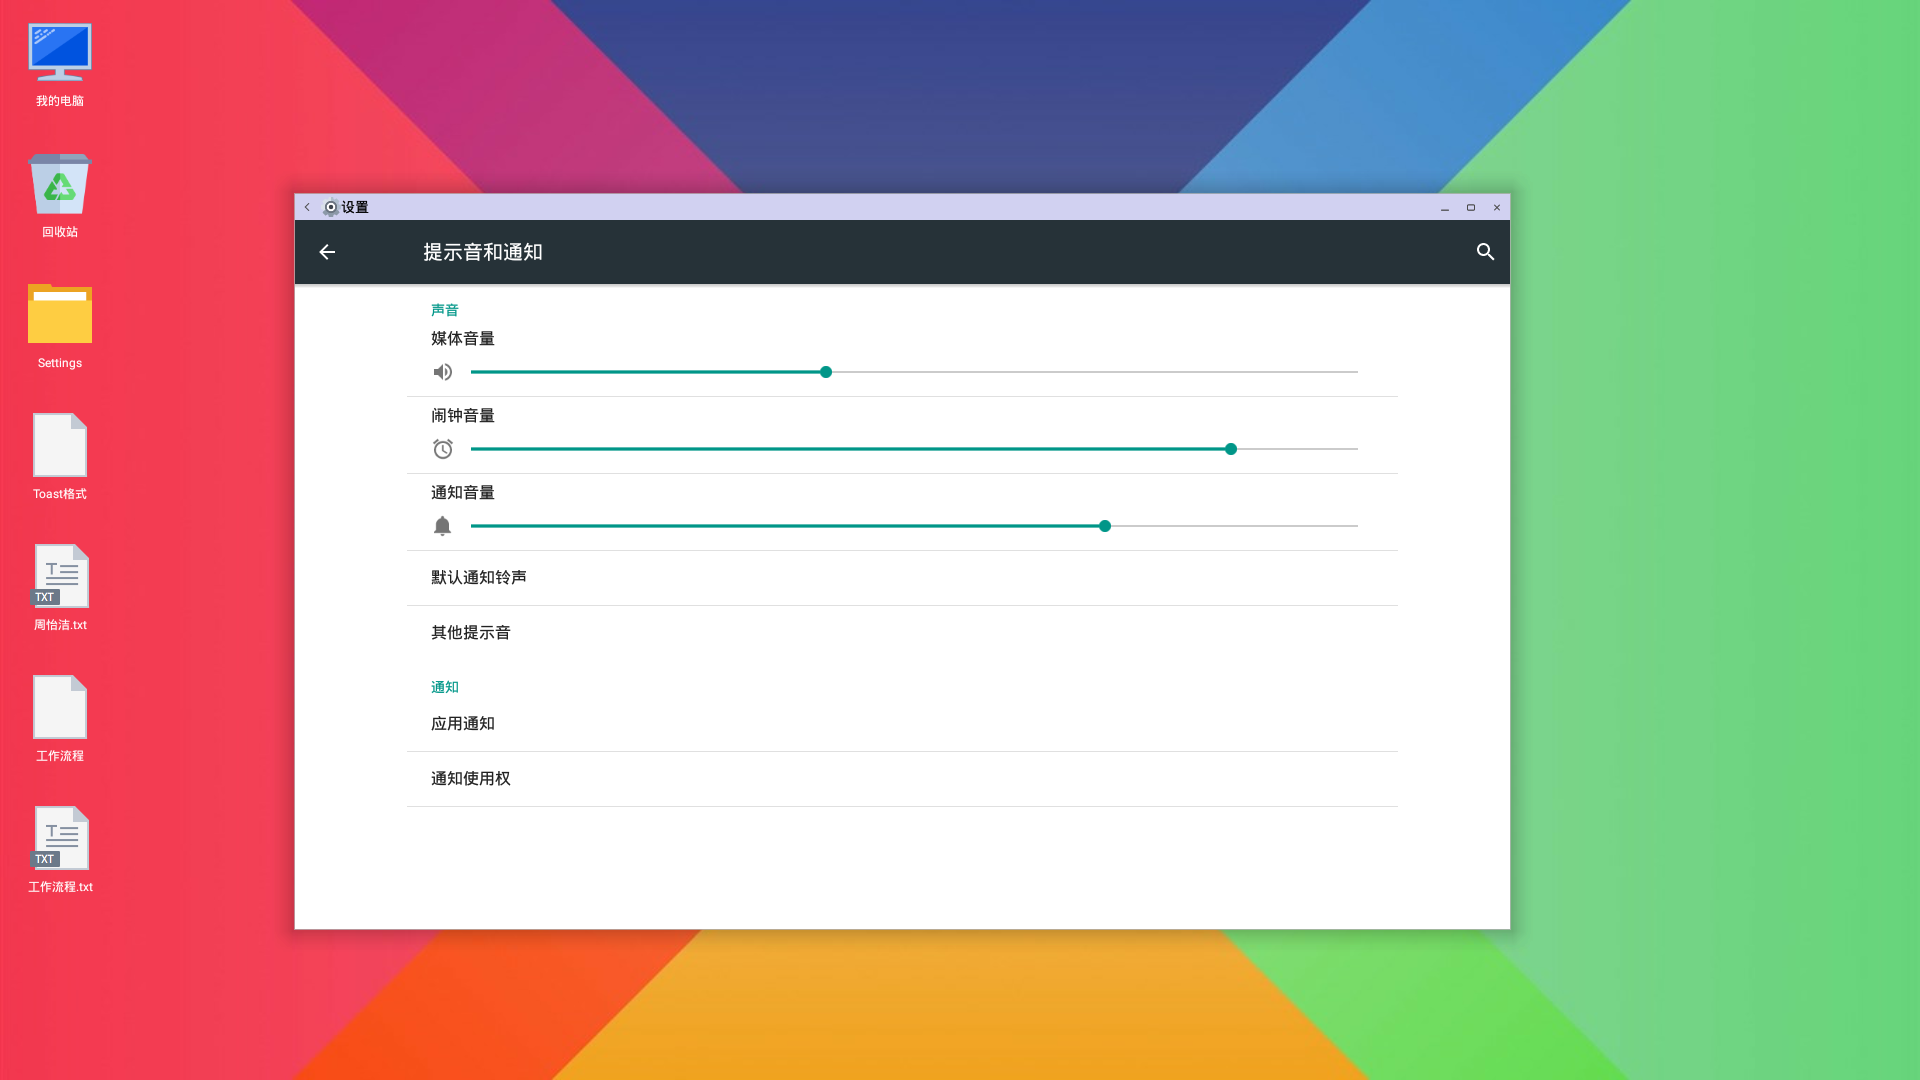 我的电脑
回收站
Settings
Toast格式
TXT
周怡洁.txt
工作流程
TXT
工作流程.txt
设置
提示音和通知
声音
媒体音量
闹钟音量
通知音量
默认通知铃声
其他提示音
通知
应用通知
通知使用权